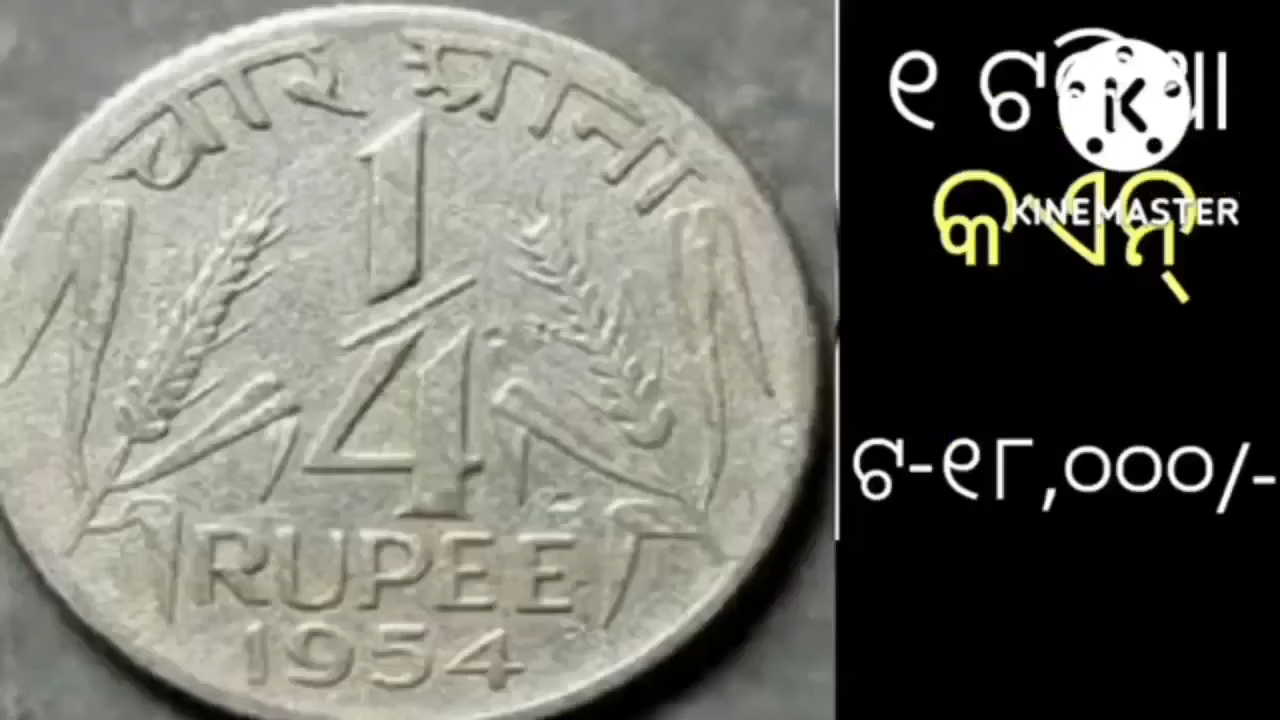 चार आना
1/4
RUPEE
1954
୧
କଏନ୍
KINEMASTER
ଟ-୧୮,୦୦୦/-